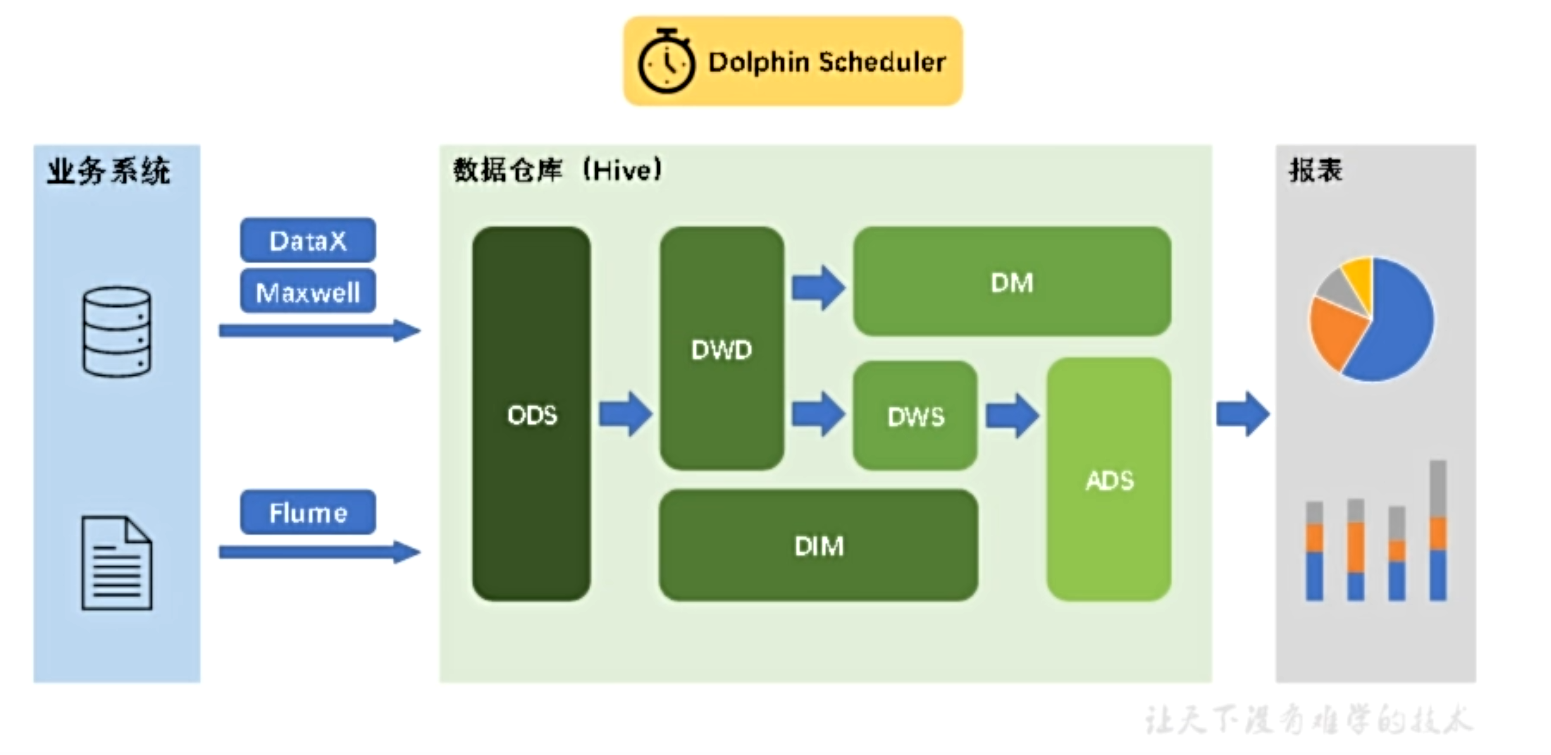 Dolphin Scheduler
业务系统
DataX
Maxwell
Flume
数据仓库（Hive）
ODS
DWD
DM
DWS
DIM
ADS
报表
让天下没有难学的技术